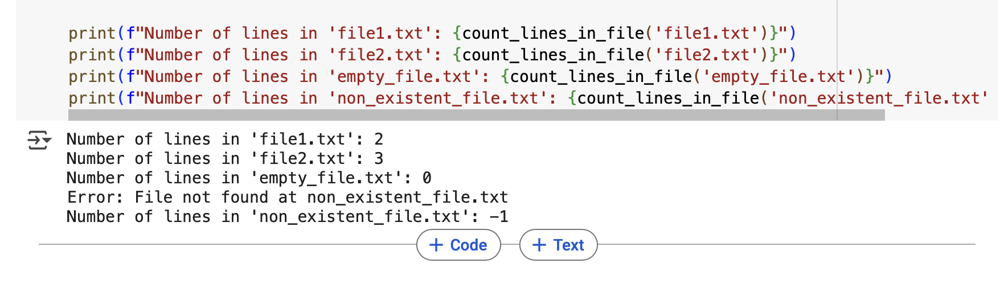 print(f"Number of lines in 'file1.txt': {count_lines_in_file('file1.txt')}")
print(f"Number of lines in 'file2.txt': {count_lines_in_file('file2.txt')}")
print(f"Number of lines in 'empty_file.txt': {count_lines_in_file('empty_file.txt')}")
print(f"Number of lines in 'non_existent_file.txt': {count_lines_in_file('non_existent_file.txt'
Number of lines in 'file1.txt': 2
Number of lines in 'file2.txt': 3
Number of lines in 'empty_file.txt': 0
Error: File not found at non_existent_file.txt
Number of lines in 'non_existent_file.txt': -1
+ Code
+ Text